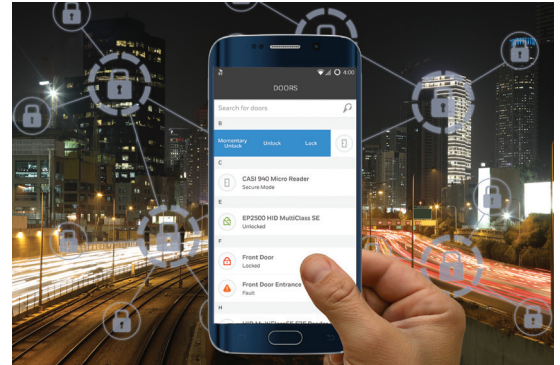 4:00
DOORS
Search for doors
B
Momentary Unlock Lock
Unlock
C
CASI 940 Micro Reader
Secure Mode
E
EP2500 HID MultiClass SE
Unlocked
F
Front Door
Locked
Front Door Entrance
Fault
H